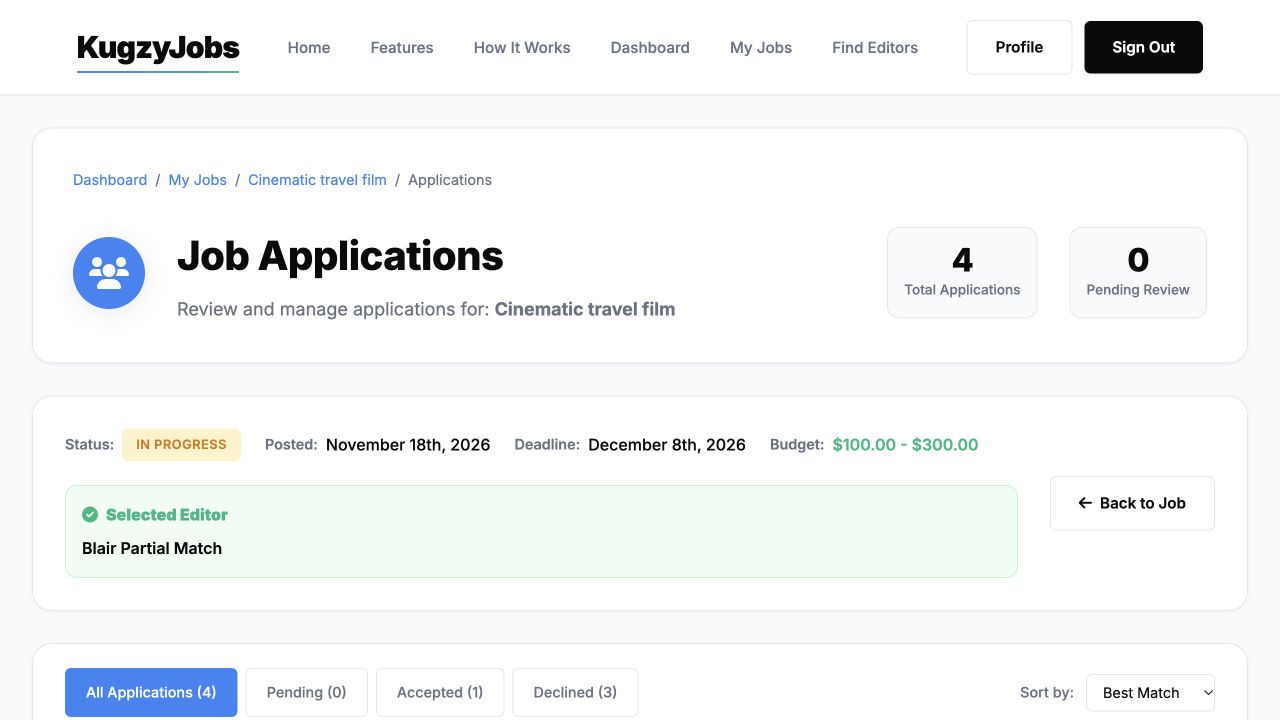 KugzyJobs
Home Features How It Works Dashboard My Jobs Find Editors Profile Sign Out
Dashboard / My Jobs / Cinematic travel film / Applications
Job Applications
Review and manage applications for: Cinematic travel film
4
Total Applications
0
Pending Review
Status: IN PROGRESS Posted: November 18th, 2026 Deadline: December 8th, 2026 Budget: $100.00 - $300.00
Selected Editor
Blair Partial Match
← Back to Job
All Applications (4) Pending (0) Accepted (1) Declined (3) Sort by: Best Match